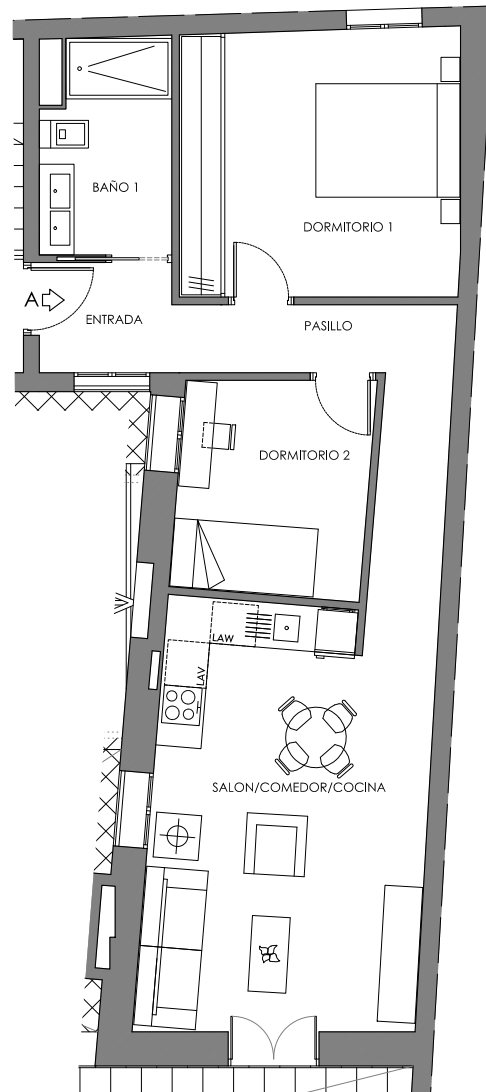 BAÑO 1
DORMITORIO 1
A
ENTRADA
PASILLO
DORMITORIO 2
LAW
LAV
SALON/COMEDOR/COCINA